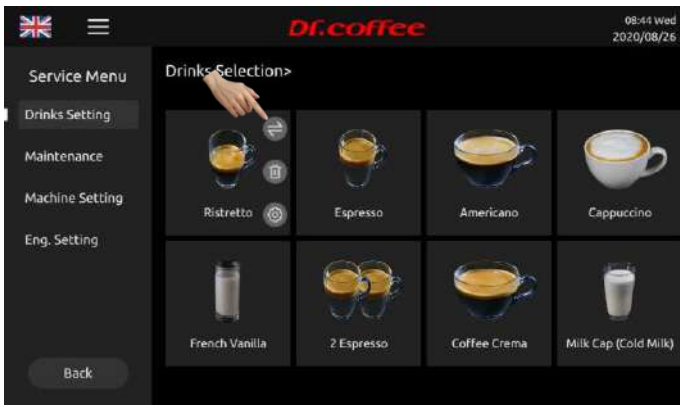 Dr.coffee
08:44 Wed
2020/08/26
Service Menu
Drinks Setting
Maintenance
Machine Setting
Eng. Setting
Back
Drinks Selection>
Ristretto
Espresso
Americano
Cappuccino
French Vanilla
2 Espresso
Coffee Crema
Milk Cap (Cold Milk)